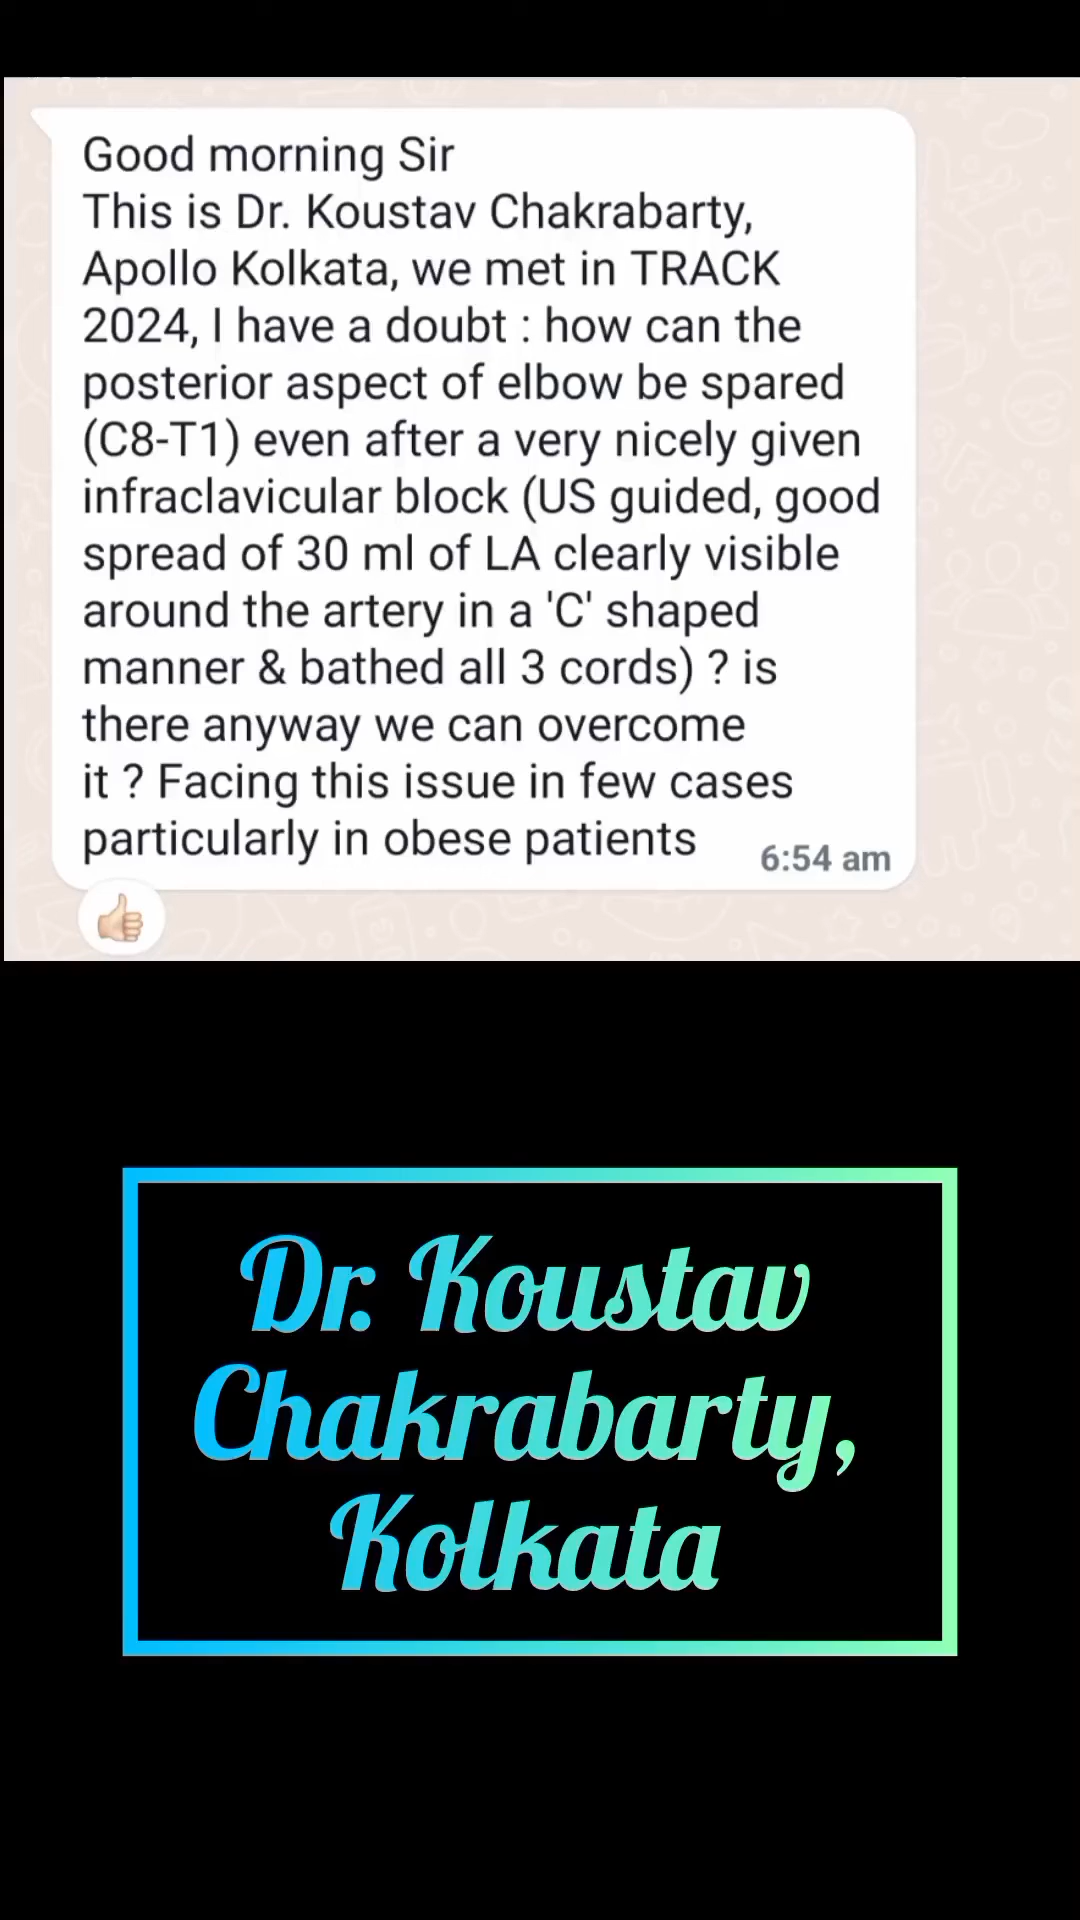 Good morning Sir
This is Dr. Koustav Chakrabarty,
Apollo Kolkata, we met in TRACK
2024, I have a doubt : how can the
posterior aspect of elbow be spared
(C8-T1) even after a very nicely given
infraclavicular block (US guided, good
spread of 30 ml of LA clearly visible
around the artery in a 'C' shaped
manner & bathed all 3 cords) ? is
there anyway we can overcome
it ? Facing this issue in few cases
particularly in obese patients
6:54 am
Dr. Koustav
Chakrabarty,
Kolkata